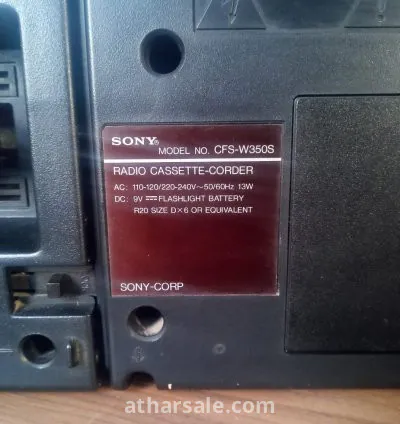 SONY®
MODEL NO. CFS-W350S
RADIO CASSETTE-CORDER
AC: 110-120/220-240V~50/60Hz 13W
DC: 9V ⎓ FLASHLIGHT BATTERY
R20 SIZE D×6 OR EQUIVALENT
SONY-CORP
atharsale.com